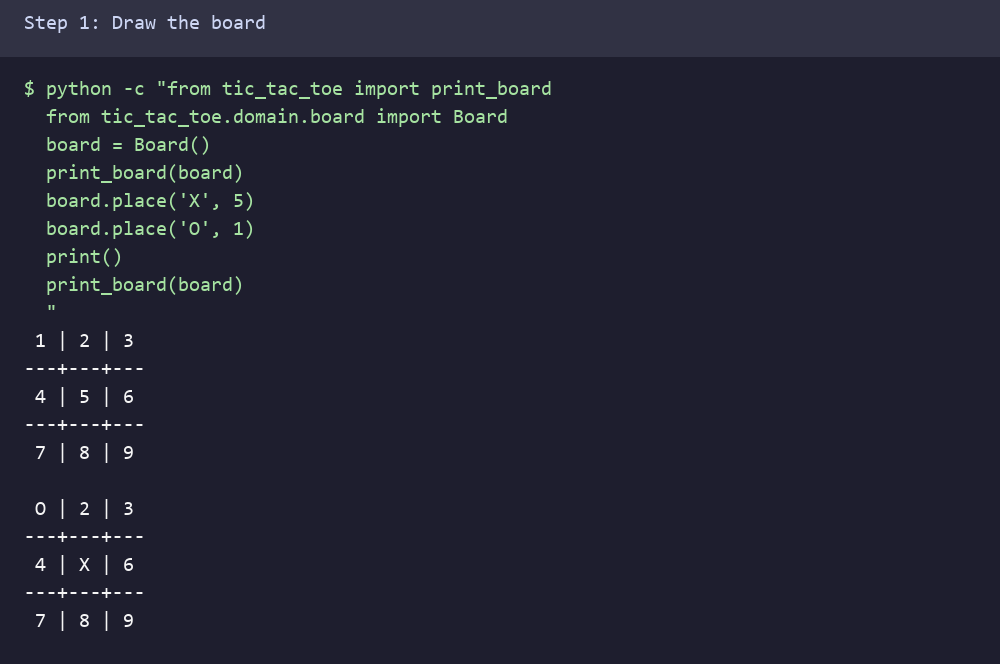 Step 1: Draw the board
$ python -c "from tic_tac_toe import print_board
  from tic_tac_toe.domain.board import Board
  board = Board()
  print_board(board)
  board.place('X', 5)
  board.place('O', 1)
  print()
  print_board(board)
  "
 1 | 2 | 3
---+---+---
 4 | 5 | 6
---+---+---
 7 | 8 | 9

 O | 2 | 3
---+---+---
 4 | X | 6
---+---+---
 7 | 8 | 9